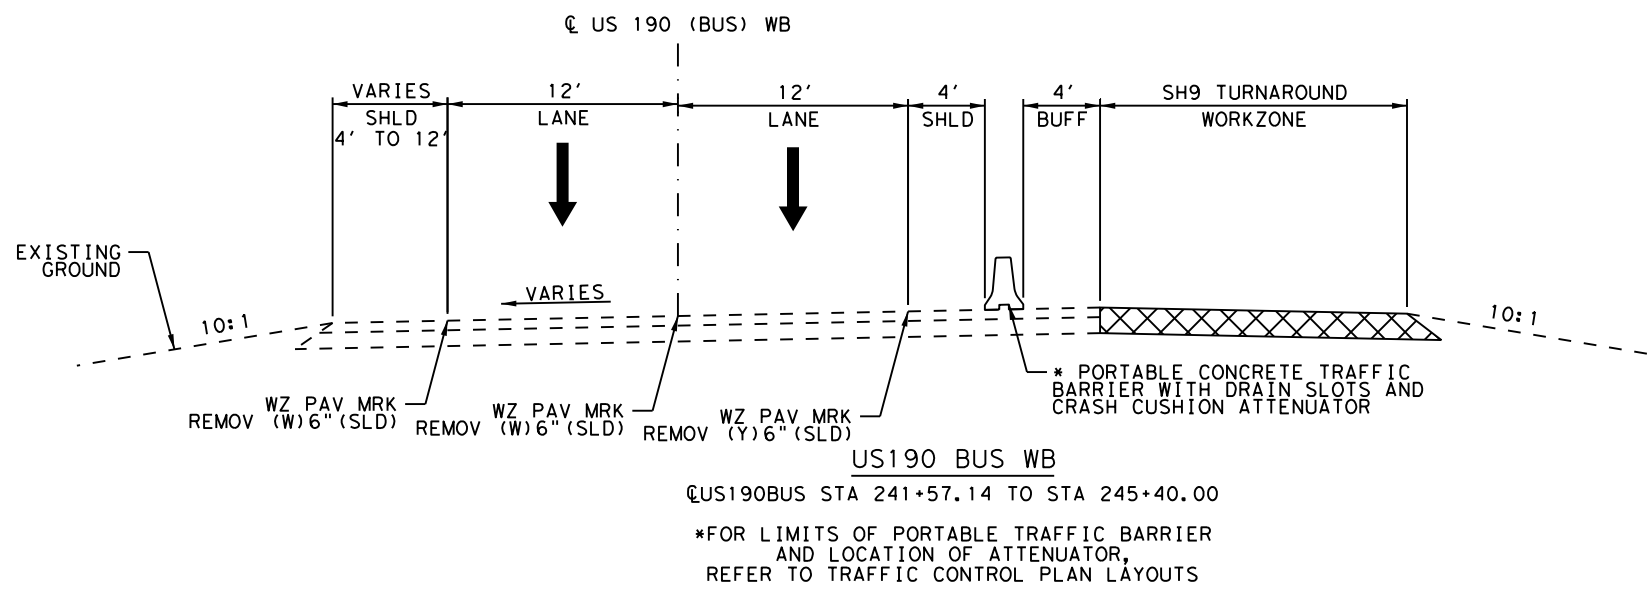 ℄ US 190 (BUS) WB
VARIES
SHLD
4' TO 12'
12'
LANE
12'
LANE
4'
SHLD
4'
BUFF
SH9 TURNAROUND
WORKZONE
EXISTING
GROUND
10:1
VARIES
10:1
WZ PAV MRK
REMOV (W)6"(SLD)
WZ PAV MRK
REMOV (W)6"(SLD)
WZ PAV MRK
REMOV (Y)6"(SLD)
* PORTABLE CONCRETE TRAFFIC
BARRIER WITH DRAIN SLOTS AND
CRASH CUSHION ATTENUATOR
US190 BUS WB
℄US190BUS STA 241+57.14 TO STA 245+40.00
*FOR LIMITS OF PORTABLE TRAFFIC BARRIER
AND LOCATION OF ATTENUATOR,
REFER TO TRAFFIC CONTROL PLAN LAYOUTS